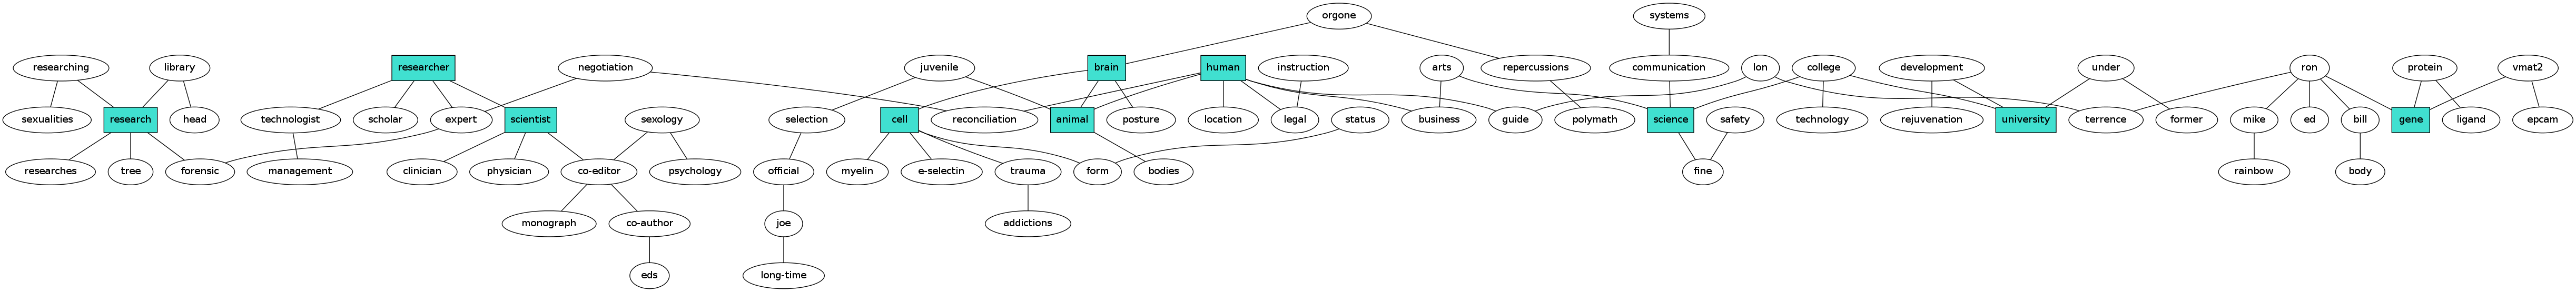 orgone systems
researching library researcher negotiation juvenile brain human instruction arts repercussions communication lon college development under ron protein vmat2
sexualities research head technologist scholar expert scientist sexology selection cell reconciliation animal posture location legal status business guide polymath science safety technology rejuvenation university terrence former mike ed bill gene ligand epcam
researches tree forensic management clinician physician co-editor psychology official myelin e-selectin trauma form bodies fine rainbow body
monograph co-author joe addictions
eds long-time